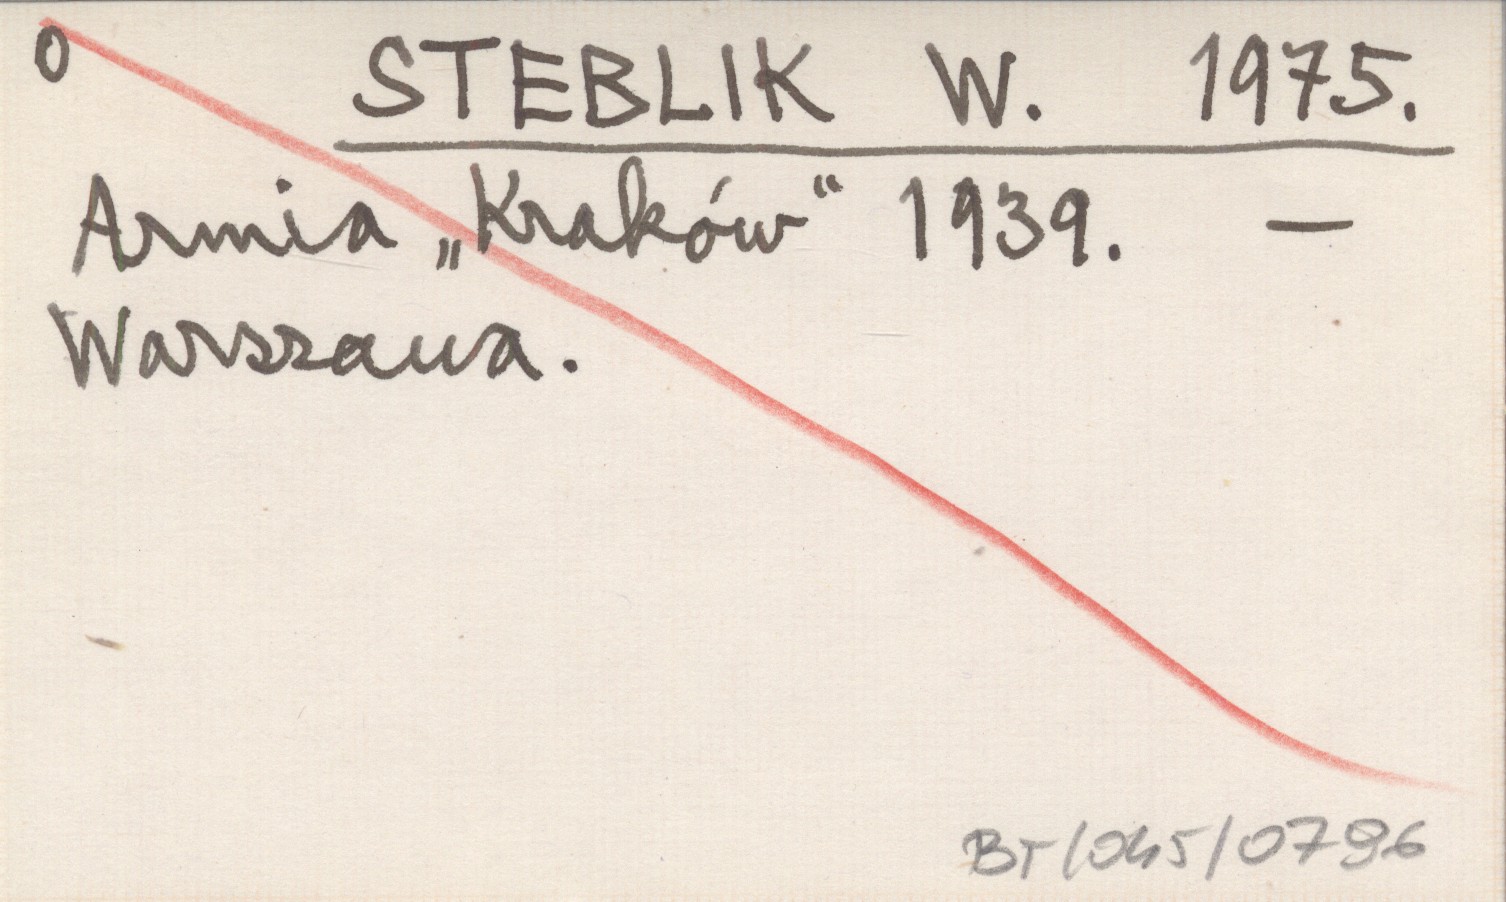 0 STEBLIK W. 1975.
Armia „Kraków“ 1939. —
Warszawa.
BT/045/0796